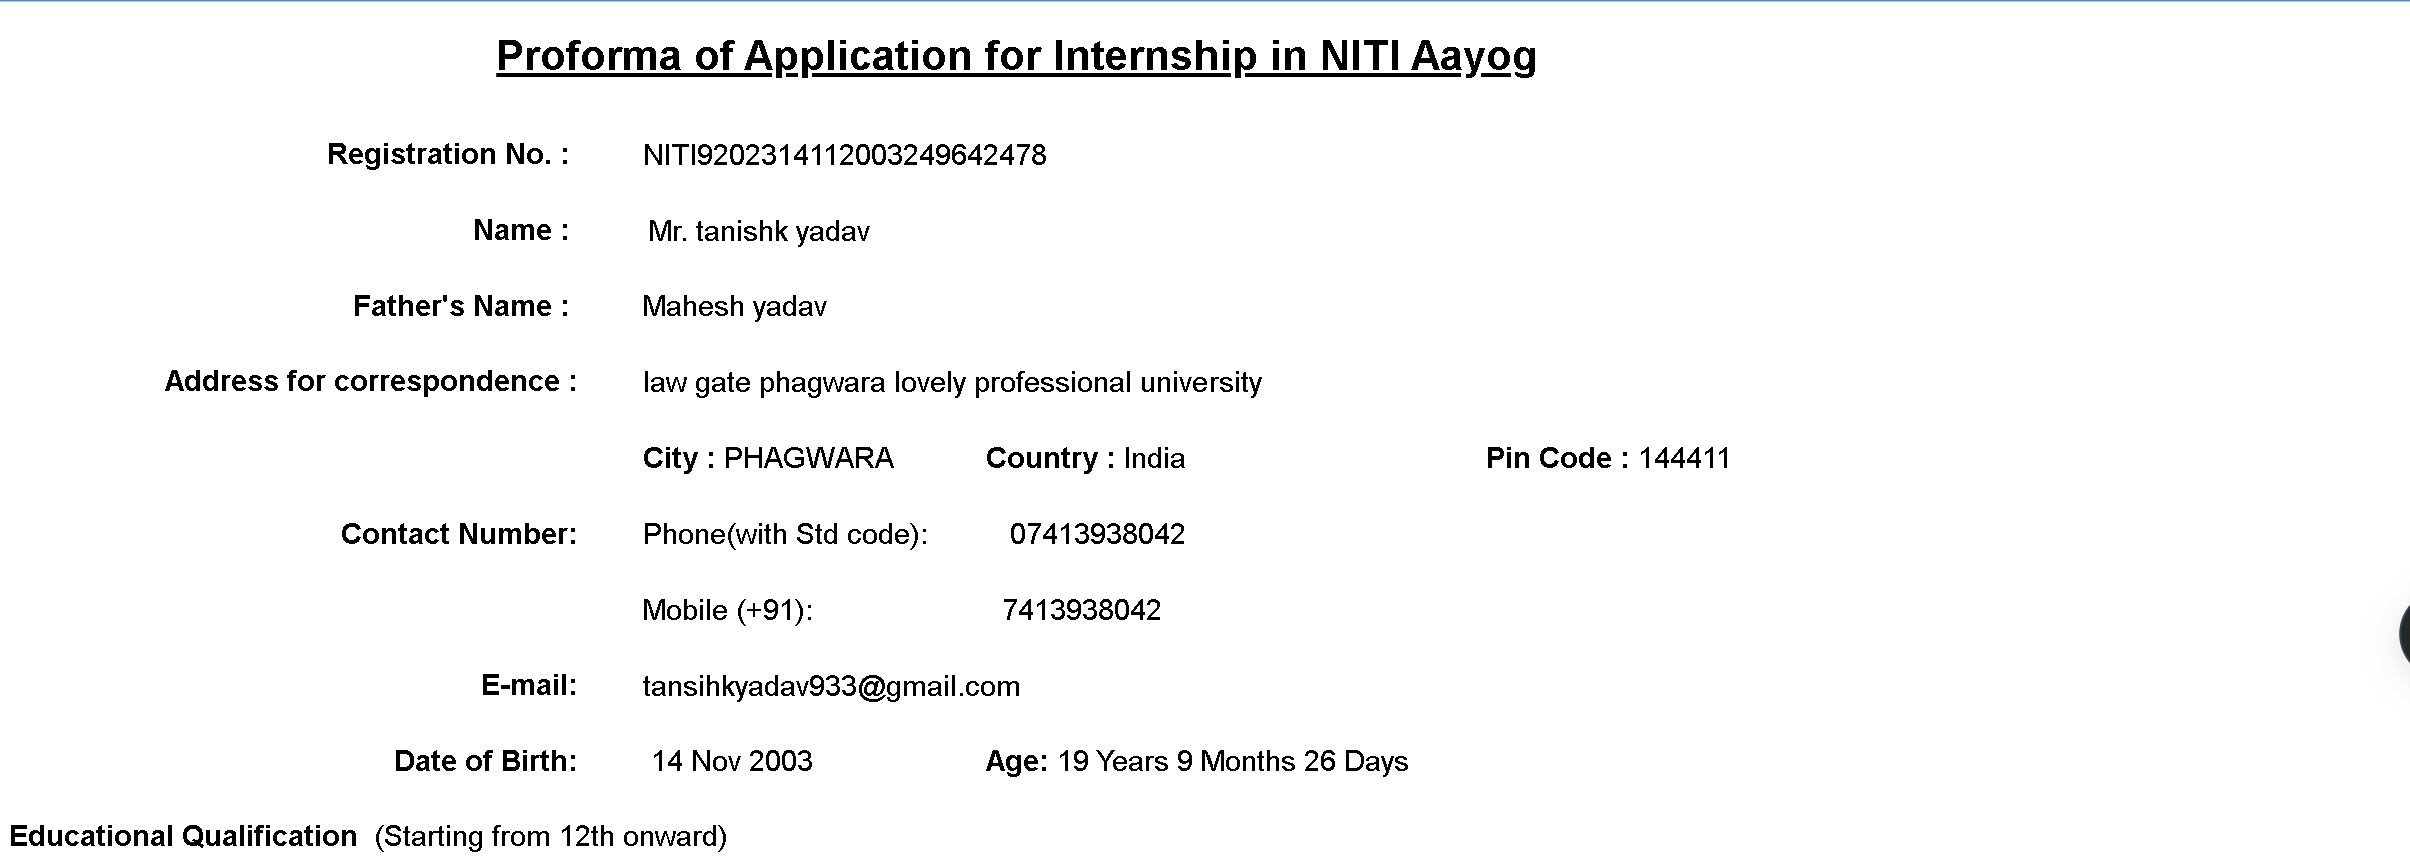 Proforma of Application for Internship in NITI Aayog
Registration No. : NITI9202314112003249642478
Name : Mr. tanishk yadav
Father's Name : Mahesh yadav
Address for correspondence : law gate phagwara lovely professional university
City : PHAGWARA Country : India Pin Code : 144411
Contact Number: Phone(with Std code): 07413938042
Mobile (+91): 7413938042
E-mail: tansihkyadav933@gmail.com
Date of Birth: 14 Nov 2003 Age: 19 Years 9 Months 26 Days
Educational Qualification (Starting from 12th onward)